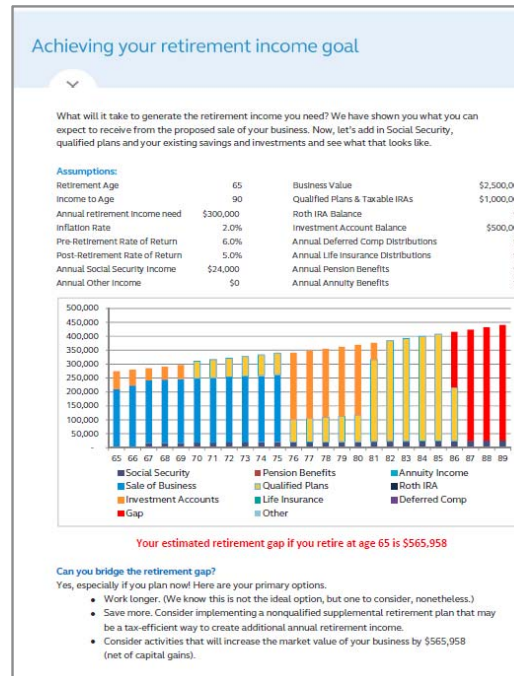 Achieving your retirement income goal
What will it take to generate the retirement income you need? We have shown you what you can
expect to receive from the proposed sale of your business. Now, let's add in Social Security,
qualified plans and your existing savings and investments and see what that looks like.
Assumptions:
Retirement Age 65 Business Value $2,500,00
Income to Age 90 Qualified Plans & Taxable IRAs $1,000,00
Annual retirement income need $300,000 Roth IRA Balance
Inflation Rate 2.0% Investment Account Balance $500,00
Pre-Retirement Rate of Return 6.0% Annual Deferred Comp Distributions
Post-Retirement Rate of Return 5.0% Annual Life Insurance Distributions
Annual Social Security Income $24,000 Annual Pension Benefits
Annual Other Income $0 Annual Annuity Benefits
500,000
450,000
400,000
350,000
300,000
250,000
200,000
150,000
100,000
50,000
-
65 66 67 68 69 70 71 72 73 74 75 76 77 78 79 80 81 82 83 84 85 86 87 88 89
Social Security Pension Benefits Annuity Income
Sale of Business Qualified Plans Roth IRA
Investment Accounts Life Insurance Deferred Comp
Gap Other
Your estimated retirement gap if you retire at age 65 is $565,958
Can you bridge the retirement gap?
Yes, especially if you plan now! Here are your primary options.
• Work longer. (We know this is not the ideal option, but one to consider, nonetheless.)
• Save more. Consider implementing a nonqualified supplemental retirement plan that may
be a tax-efficient way to create additional annual retirement income.
• Consider activities that will increase the market value of your business by $565,958
(net of capital gains).